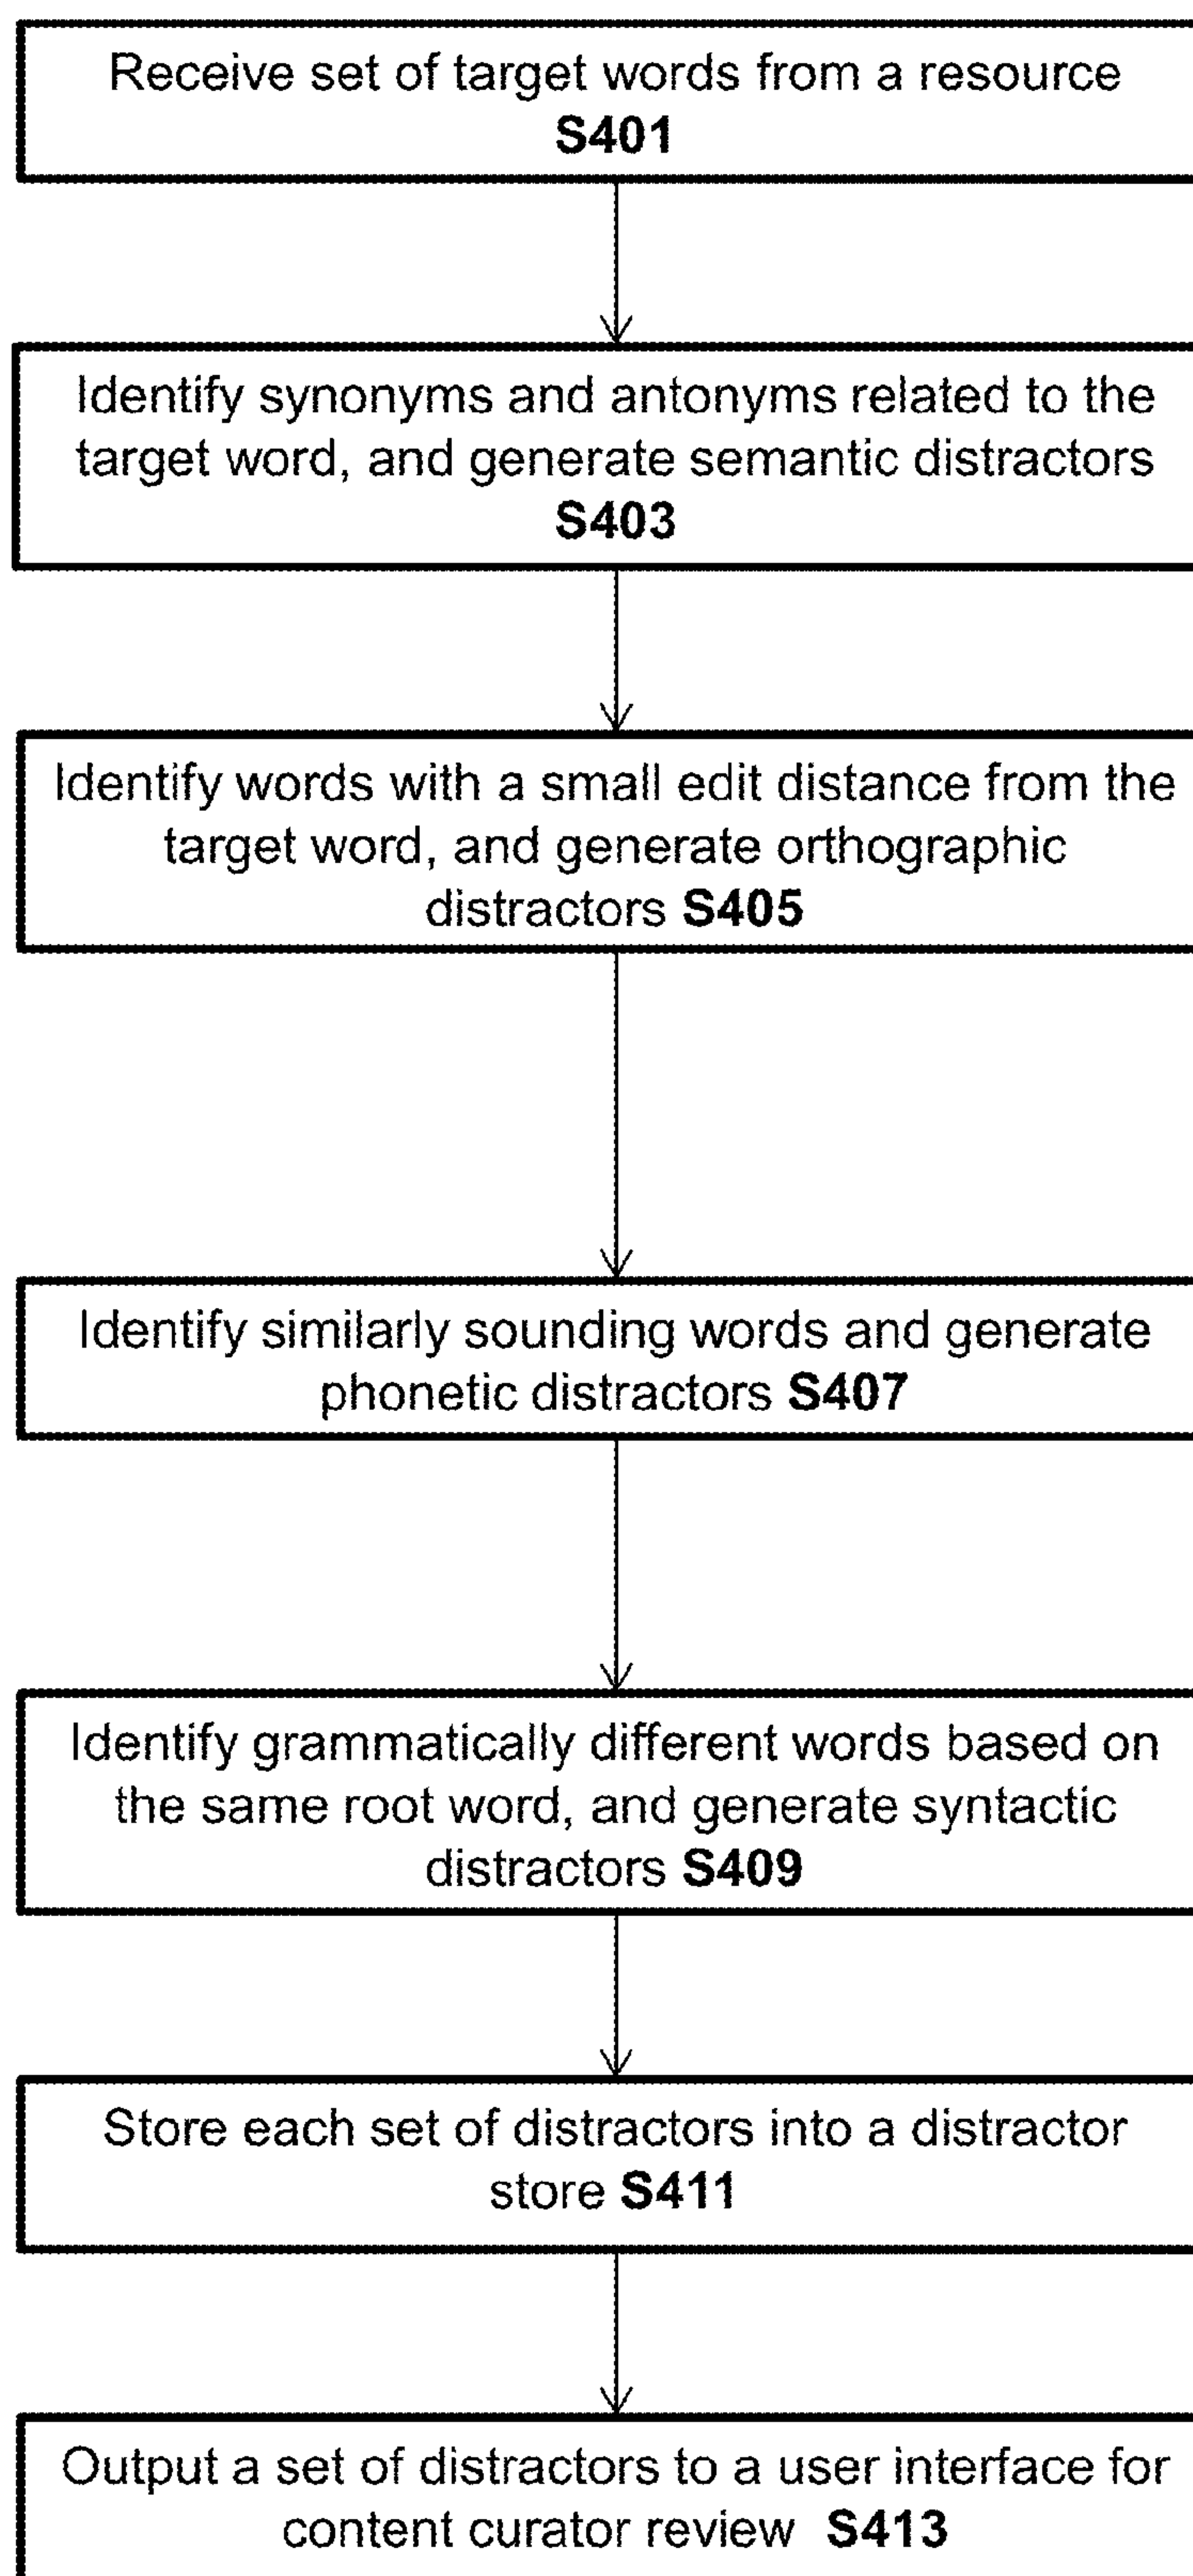 Receive set of target words from a resource
S401
Identify synonyms and antonyms related to the
target word, and generate semantic distractors
S403
Identify words with a small edit distance from the
target word, and generate orthographic
distractors S405
Identify similarly sounding words and generate
phonetic distractors S407
Identify grammatically different words based on
the same root word, and generate syntactic
distractors S409
Store each set of distractors into a distractor
store S411
Output a set of distractors to a user interface for
content curator review S413